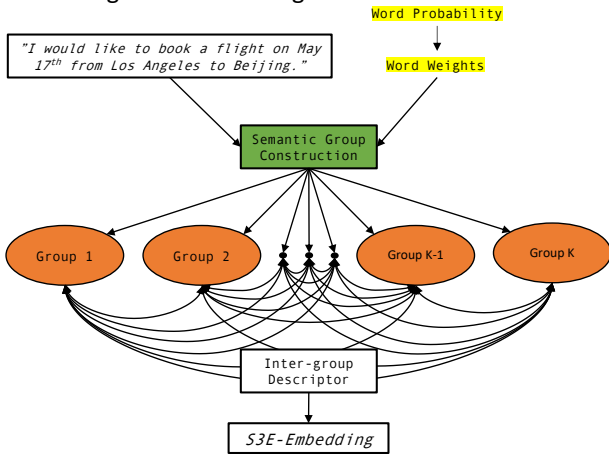 Word Probability
"I would like to book a flight on May
17th from Los Angeles to Beijing."
Word Weights
Semantic Group
Construction
Group 1
Group 2
Group K-1
Group K
Inter-group
Descriptor
S3E-Embedding